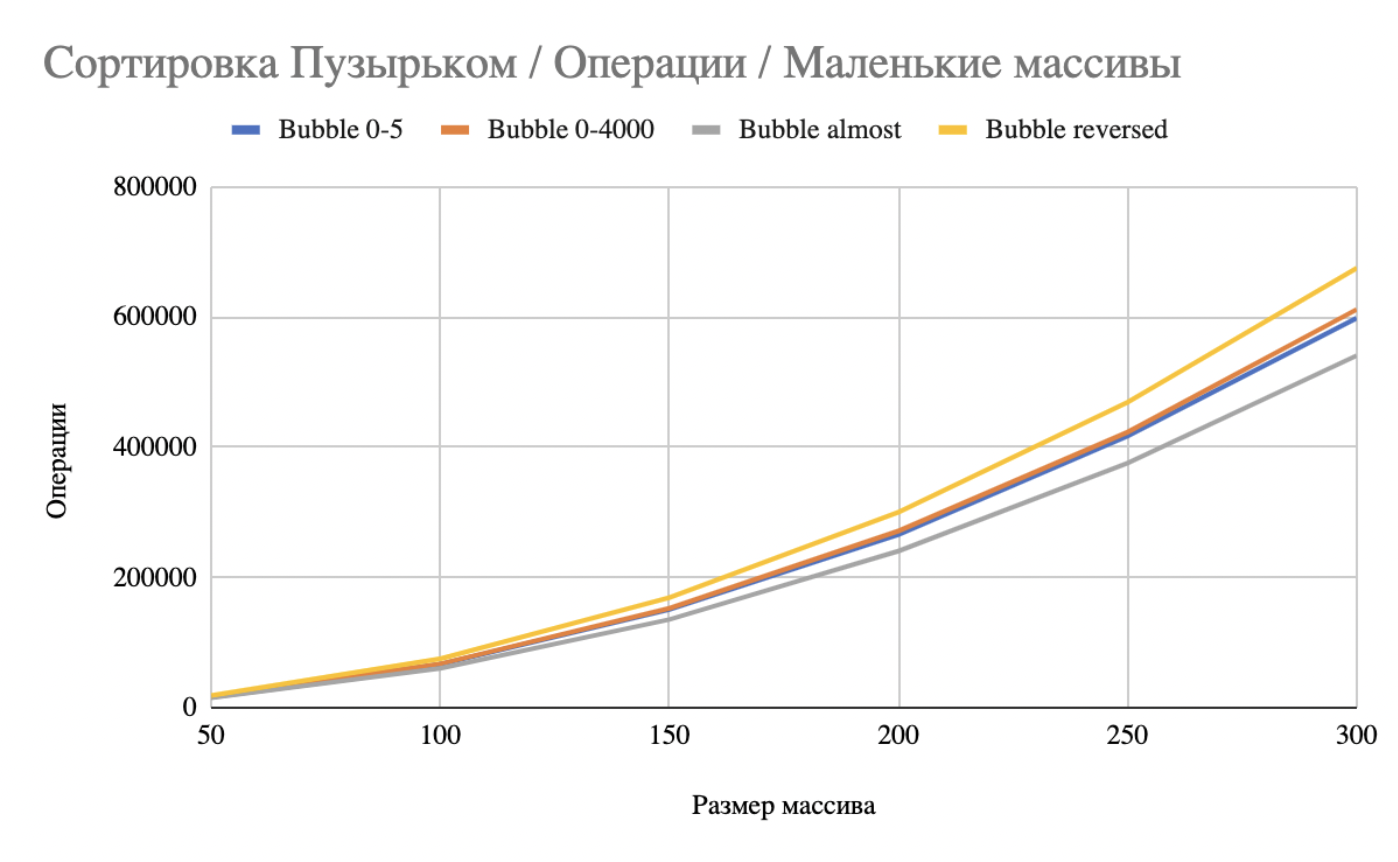 Сортировка Пузырьком / Операции / Маленькие массивы
Bubble 0-5 Bubble 0-4000 Bubble almost Bubble reversed
800000
600000
400000
200000
0
Операции
50 100 150 200 250 300
Размер массива